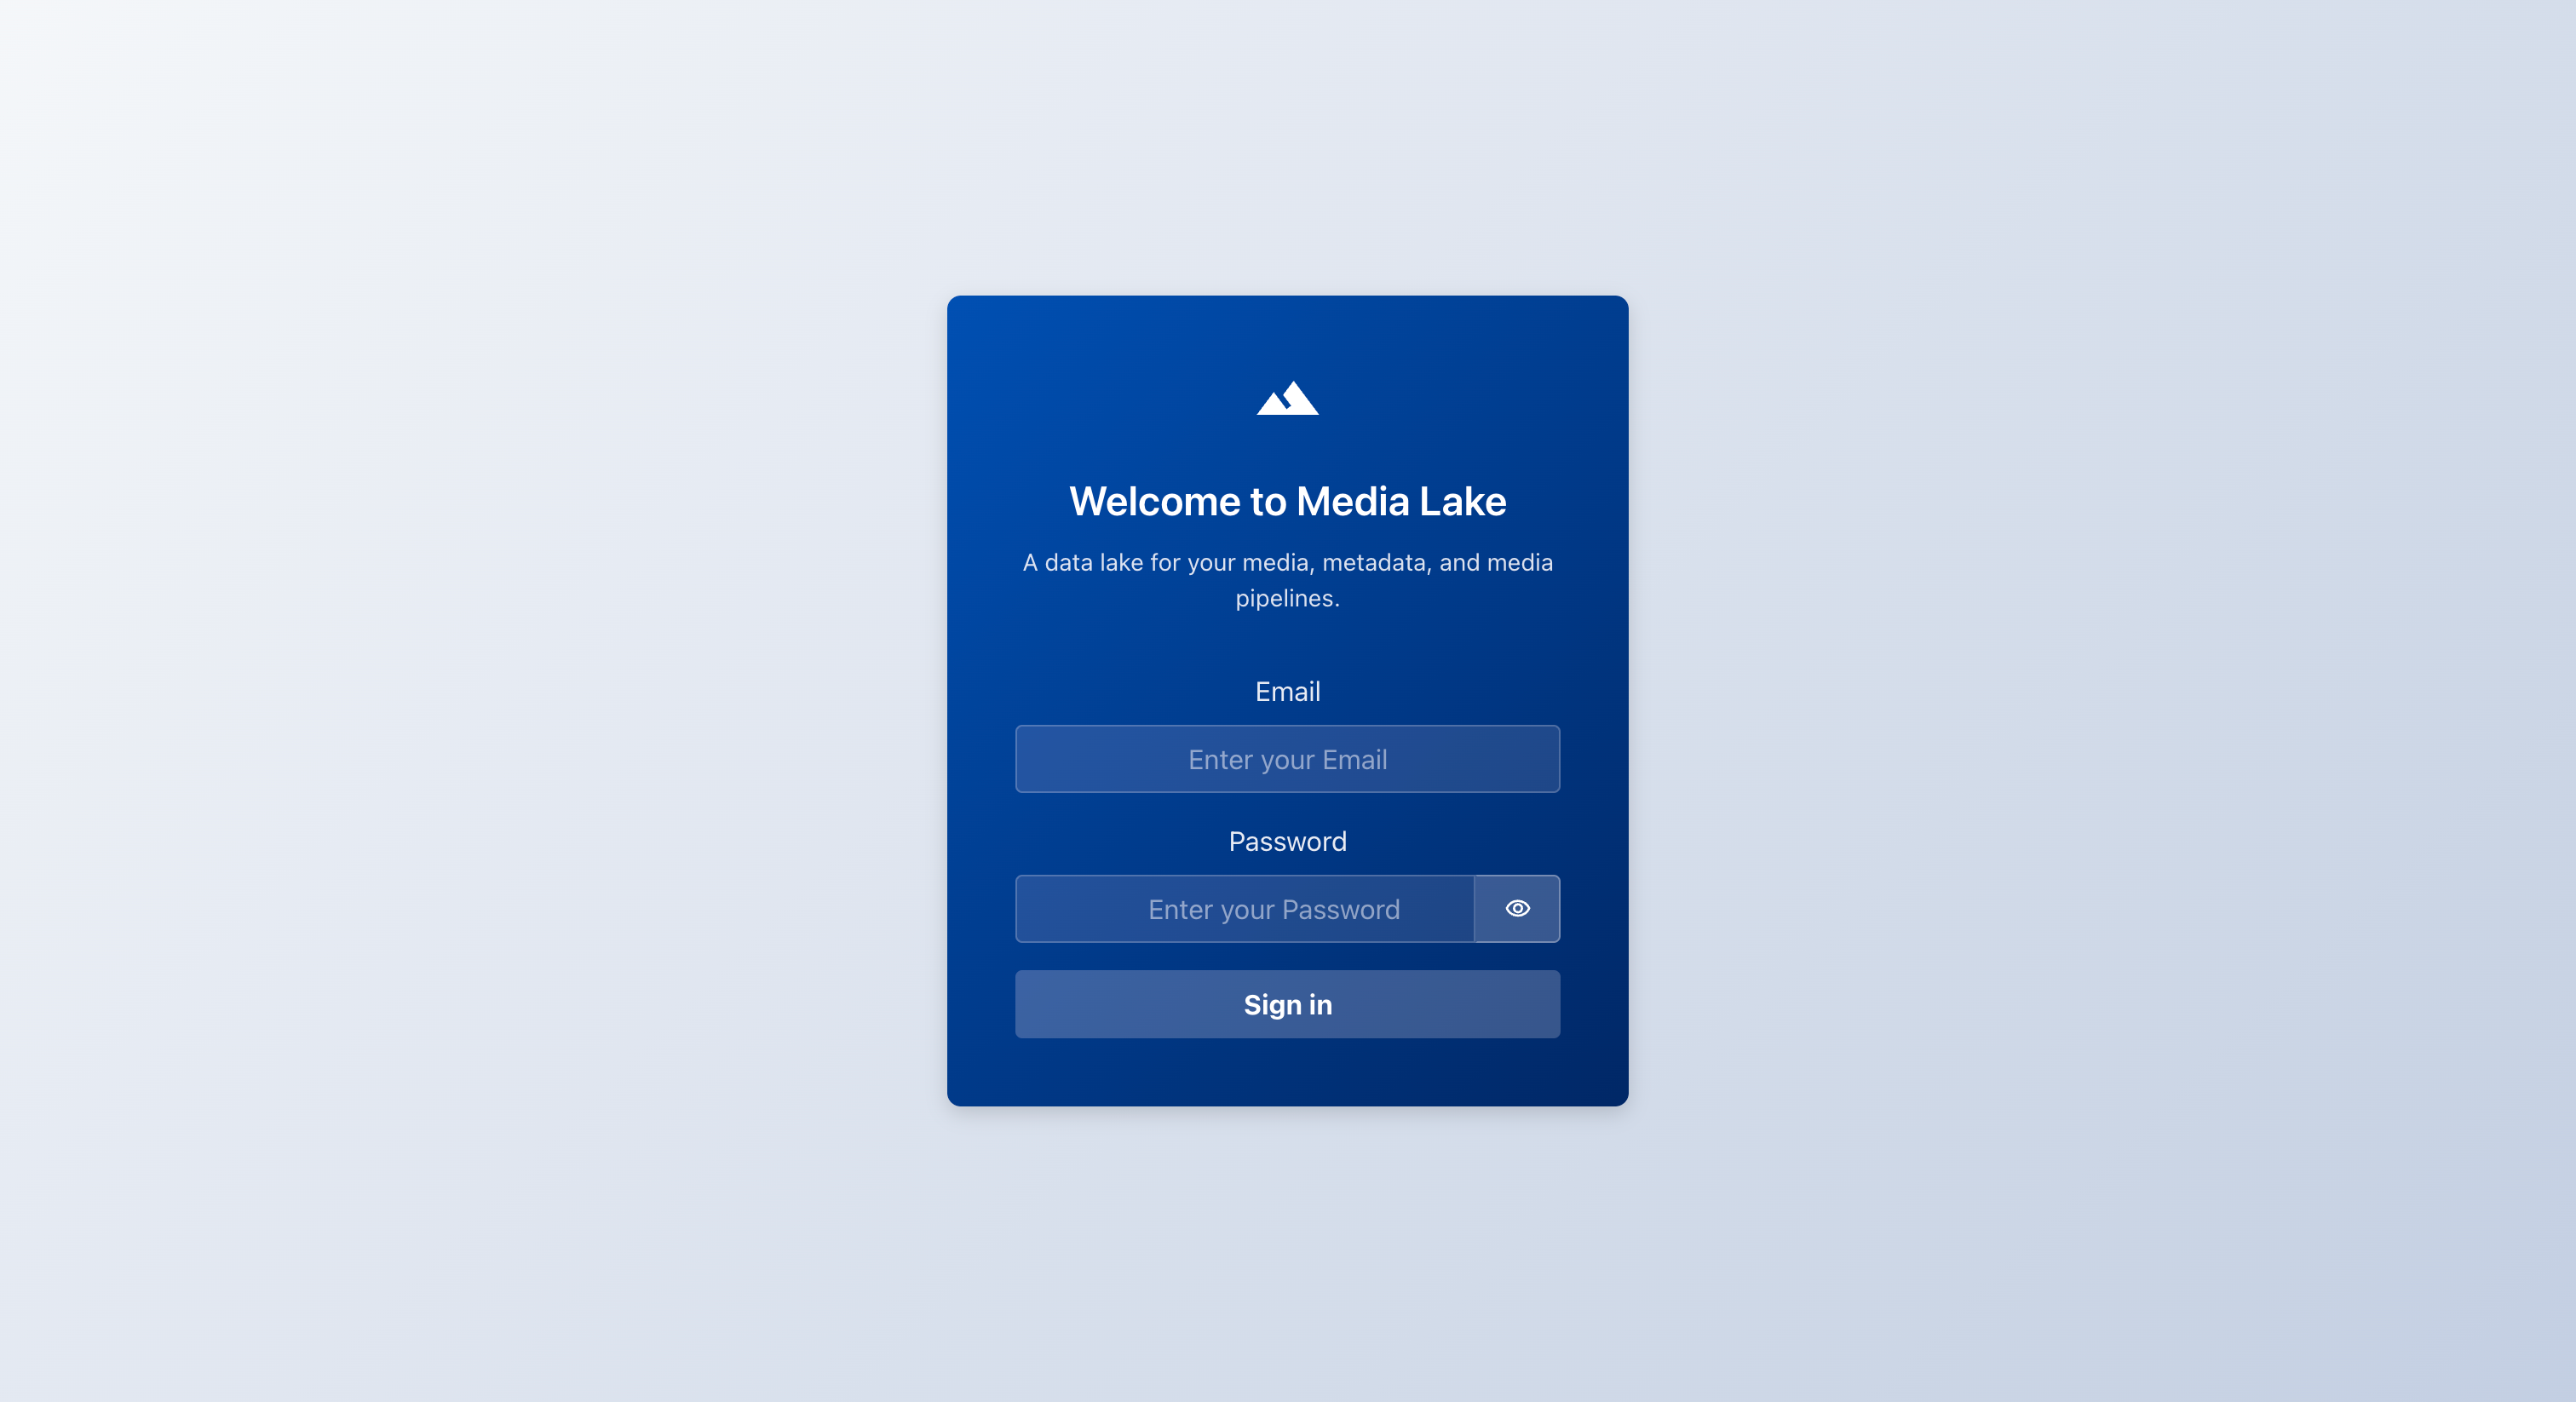 Welcome to Media Lake
A data lake for your media, metadata, and media
pipelines.
Email
Enter your Email
Password
Enter your Password
Sign in